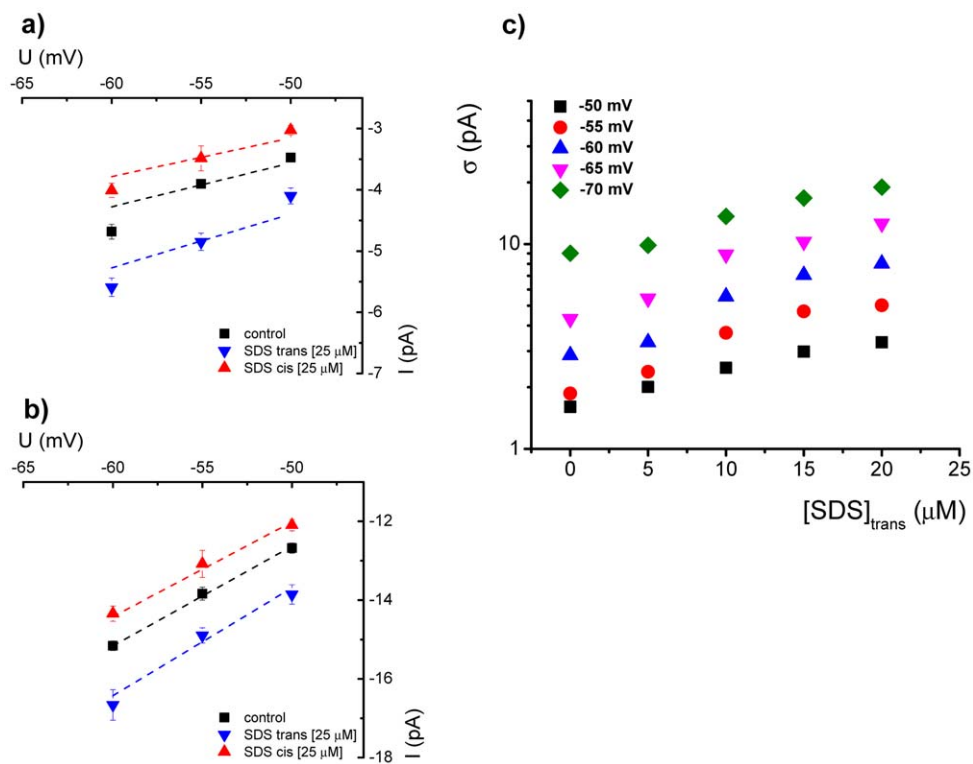 a)
U (mV)
-65 -60 -55 -50
-3
-4
-5
-6
-7
I (pA)
control
SDS trans [25 μM]
SDS cis [25 μM]
b)
U (mV)
-65 -60 -55 -50
-12
-14
-16
-18
I (pA)
control
SDS trans [25 μM]
SDS cis [25 μM]
c)
σ (pA)
-50 mV
-55 mV
-60 mV
-65 mV
-70 mV
10
1
0 5 10 15 20 25
[SDS]trans (μM)